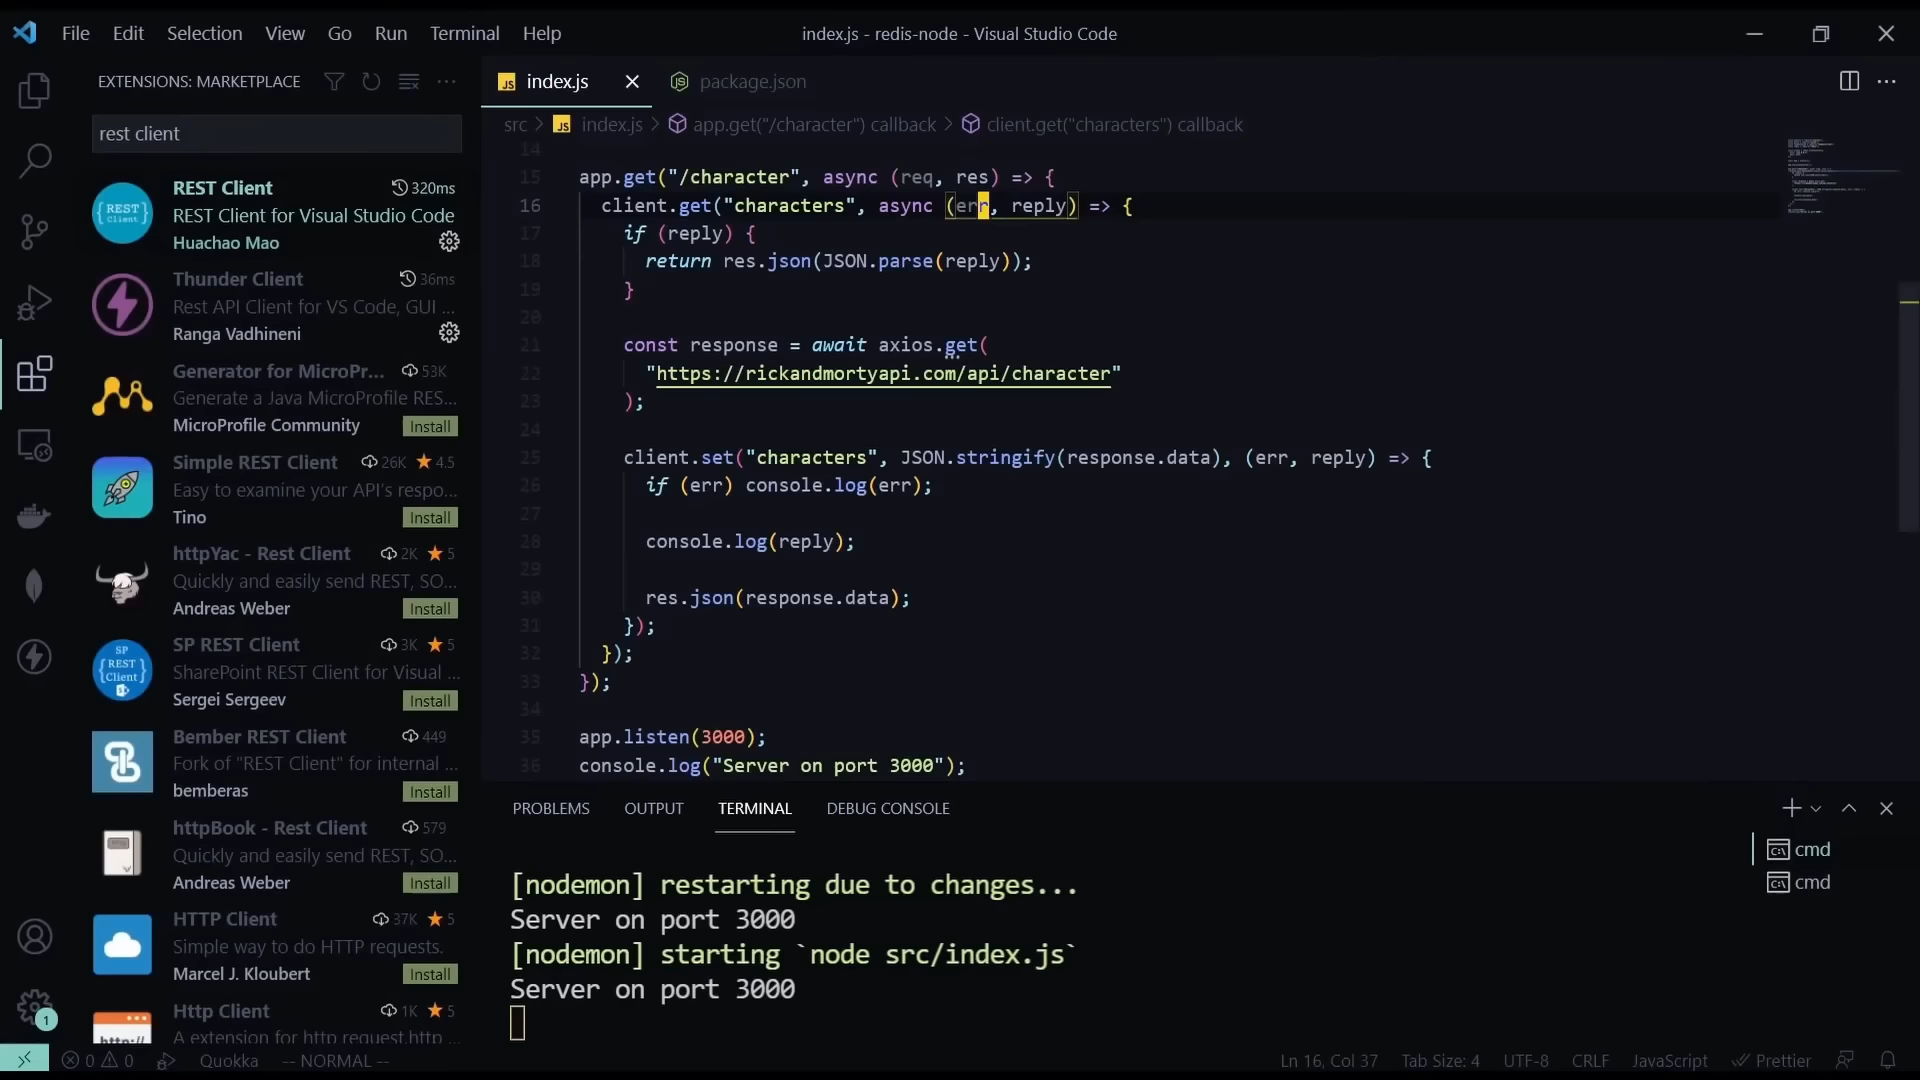 File Edit Selection View Go Run Terminal Help
index.js - redis-node - Visual Studio Code
EXTENSIONS: MARKETPLACE
rest client
REST Client 320ms
REST Client for Visual Studio Code
Huachao Mao
Thunder Client 36ms
Rest API Client for VS Code, GUI ...
Ranga Vadhineni
Generator for MicroPr... 53K
Generate a Java MicroProfile RES...
MicroProfile Community Install
Simple REST Client 26K 4.5
Easy to examine your API's respo...
Tino Install
httpYac - Rest Client 2K 5
Quickly and easily send REST, SO...
Andreas Weber Install
SP REST Client 3K 5
SharePoint REST Client for Visual ...
Sergei Sergeev Install
Bember REST Client 449
Fork of "REST Client" for internal ...
bemberas Install
httpBook - Rest Client 579
Quickly and easily send REST, SO...
Andreas Weber Install
HTTP Client 37K 5
Simple way to do HTTP requests.
Marcel J. Kloubert Install
Http Client 1K 5
A extension for http request,http ...
REST
Client
SP
REST
Client
S
http://
1
JS index.js package.json
src > JS index.js > app.get("/character") callback > client.get("characters") callback
14
15 app.get("/character", async (req, res) => {
16 client.get("characters", async (err, reply) => {
17 if (reply) {
18 return res.json(JSON.parse(reply));
19 }
20
21 const response = await axios.get(
22 "https://rickandmortyapi.com/api/character"
23 );
24
25 client.set("characters", JSON.stringify(response.data), (err, reply) => {
26 if (err) console.log(err);
27
28 console.log(reply);
29
30 res.json(response.data);
31 });
32 });
33 });
34
35 app.listen(3000);
36 console.log("Server on port 3000");
PROBLEMS OUTPUT TERMINAL DEBUG CONSOLE
cmd
cmd
[nodemon] restarting due to changes...
Server on port 3000
[nodemon] starting `node src/index.js`
Server on port 3000
0 0 Quokka -- NORMAL -- Ln 16, Col 37 Tab Size: 4 UTF-8 CRLF JavaScript Prettier